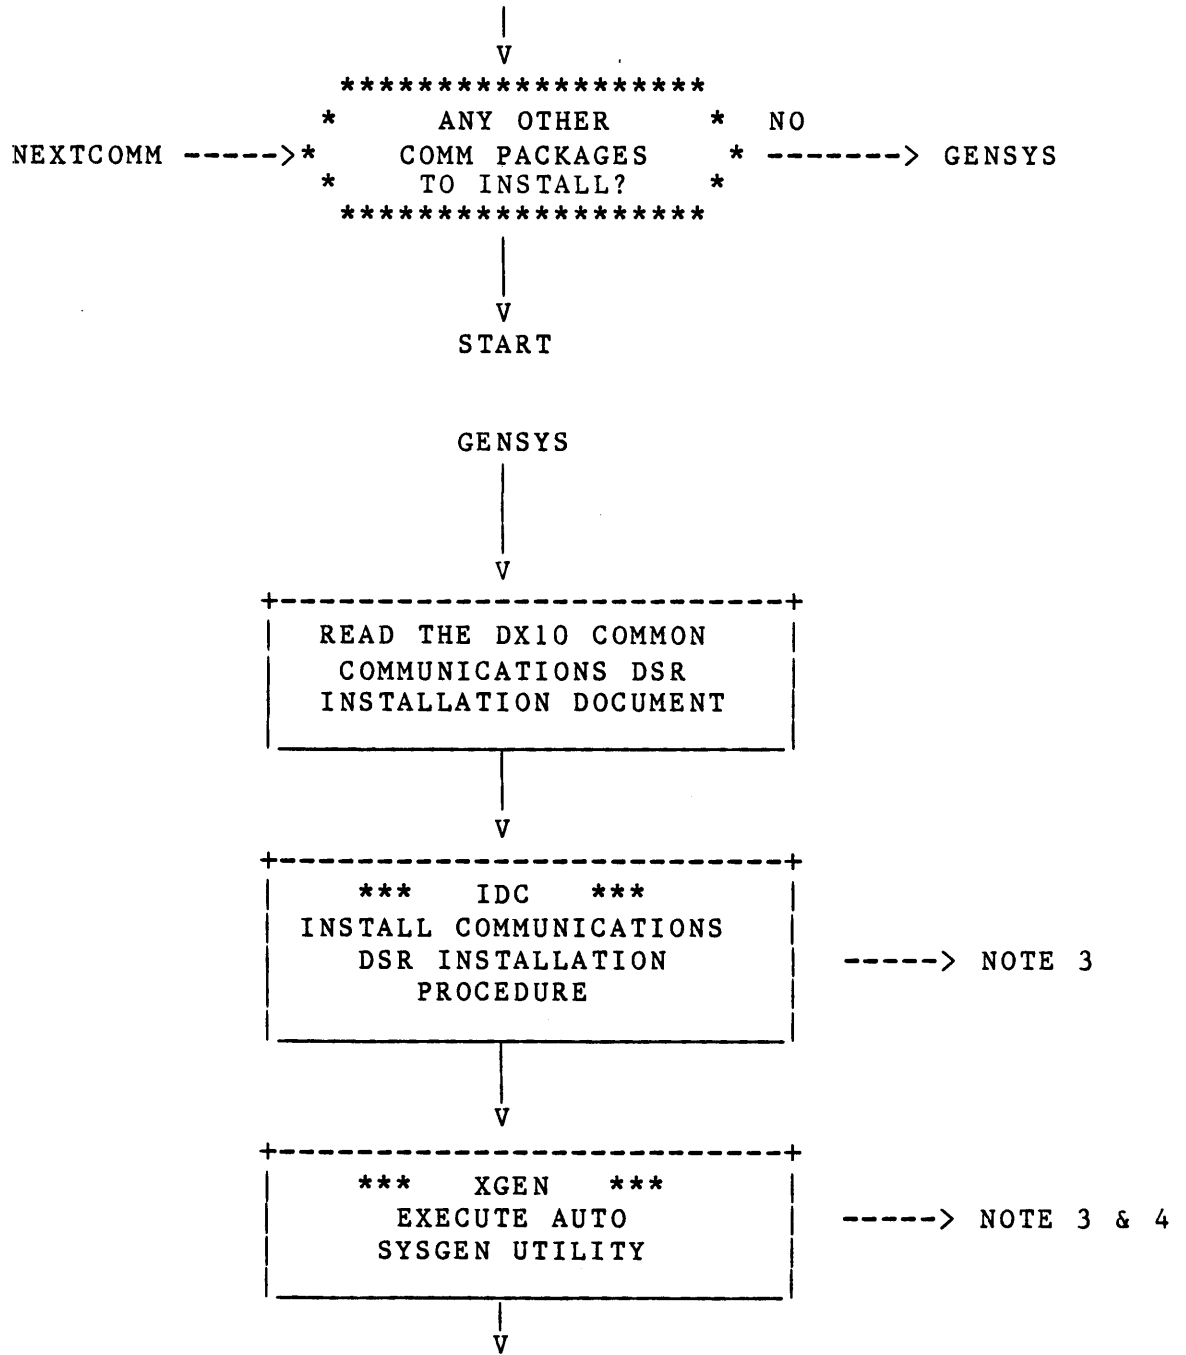 |
V
*******************
* ANY OTHER * NO
NEXTCOMM ----->* COMM PACKAGES * -------> GENSYS
* TO INSTALL? *
*******************
|
V
START
GENSYS
|
V
+---------------------------+
READ THE DX10 COMMON
COMMUNICATIONS DSR
INSTALLATION DOCUMENT
|
V
+---------------------------+
*** IDC ***
INSTALL COMMUNICATIONS
DSR INSTALLATION -----> NOTE 3
PROCEDURE
|
V
+---------------------------+
*** XGEN ***
EXECUTE AUTO -----> NOTE 3 & 4
SYSGEN UTILITY
|
V